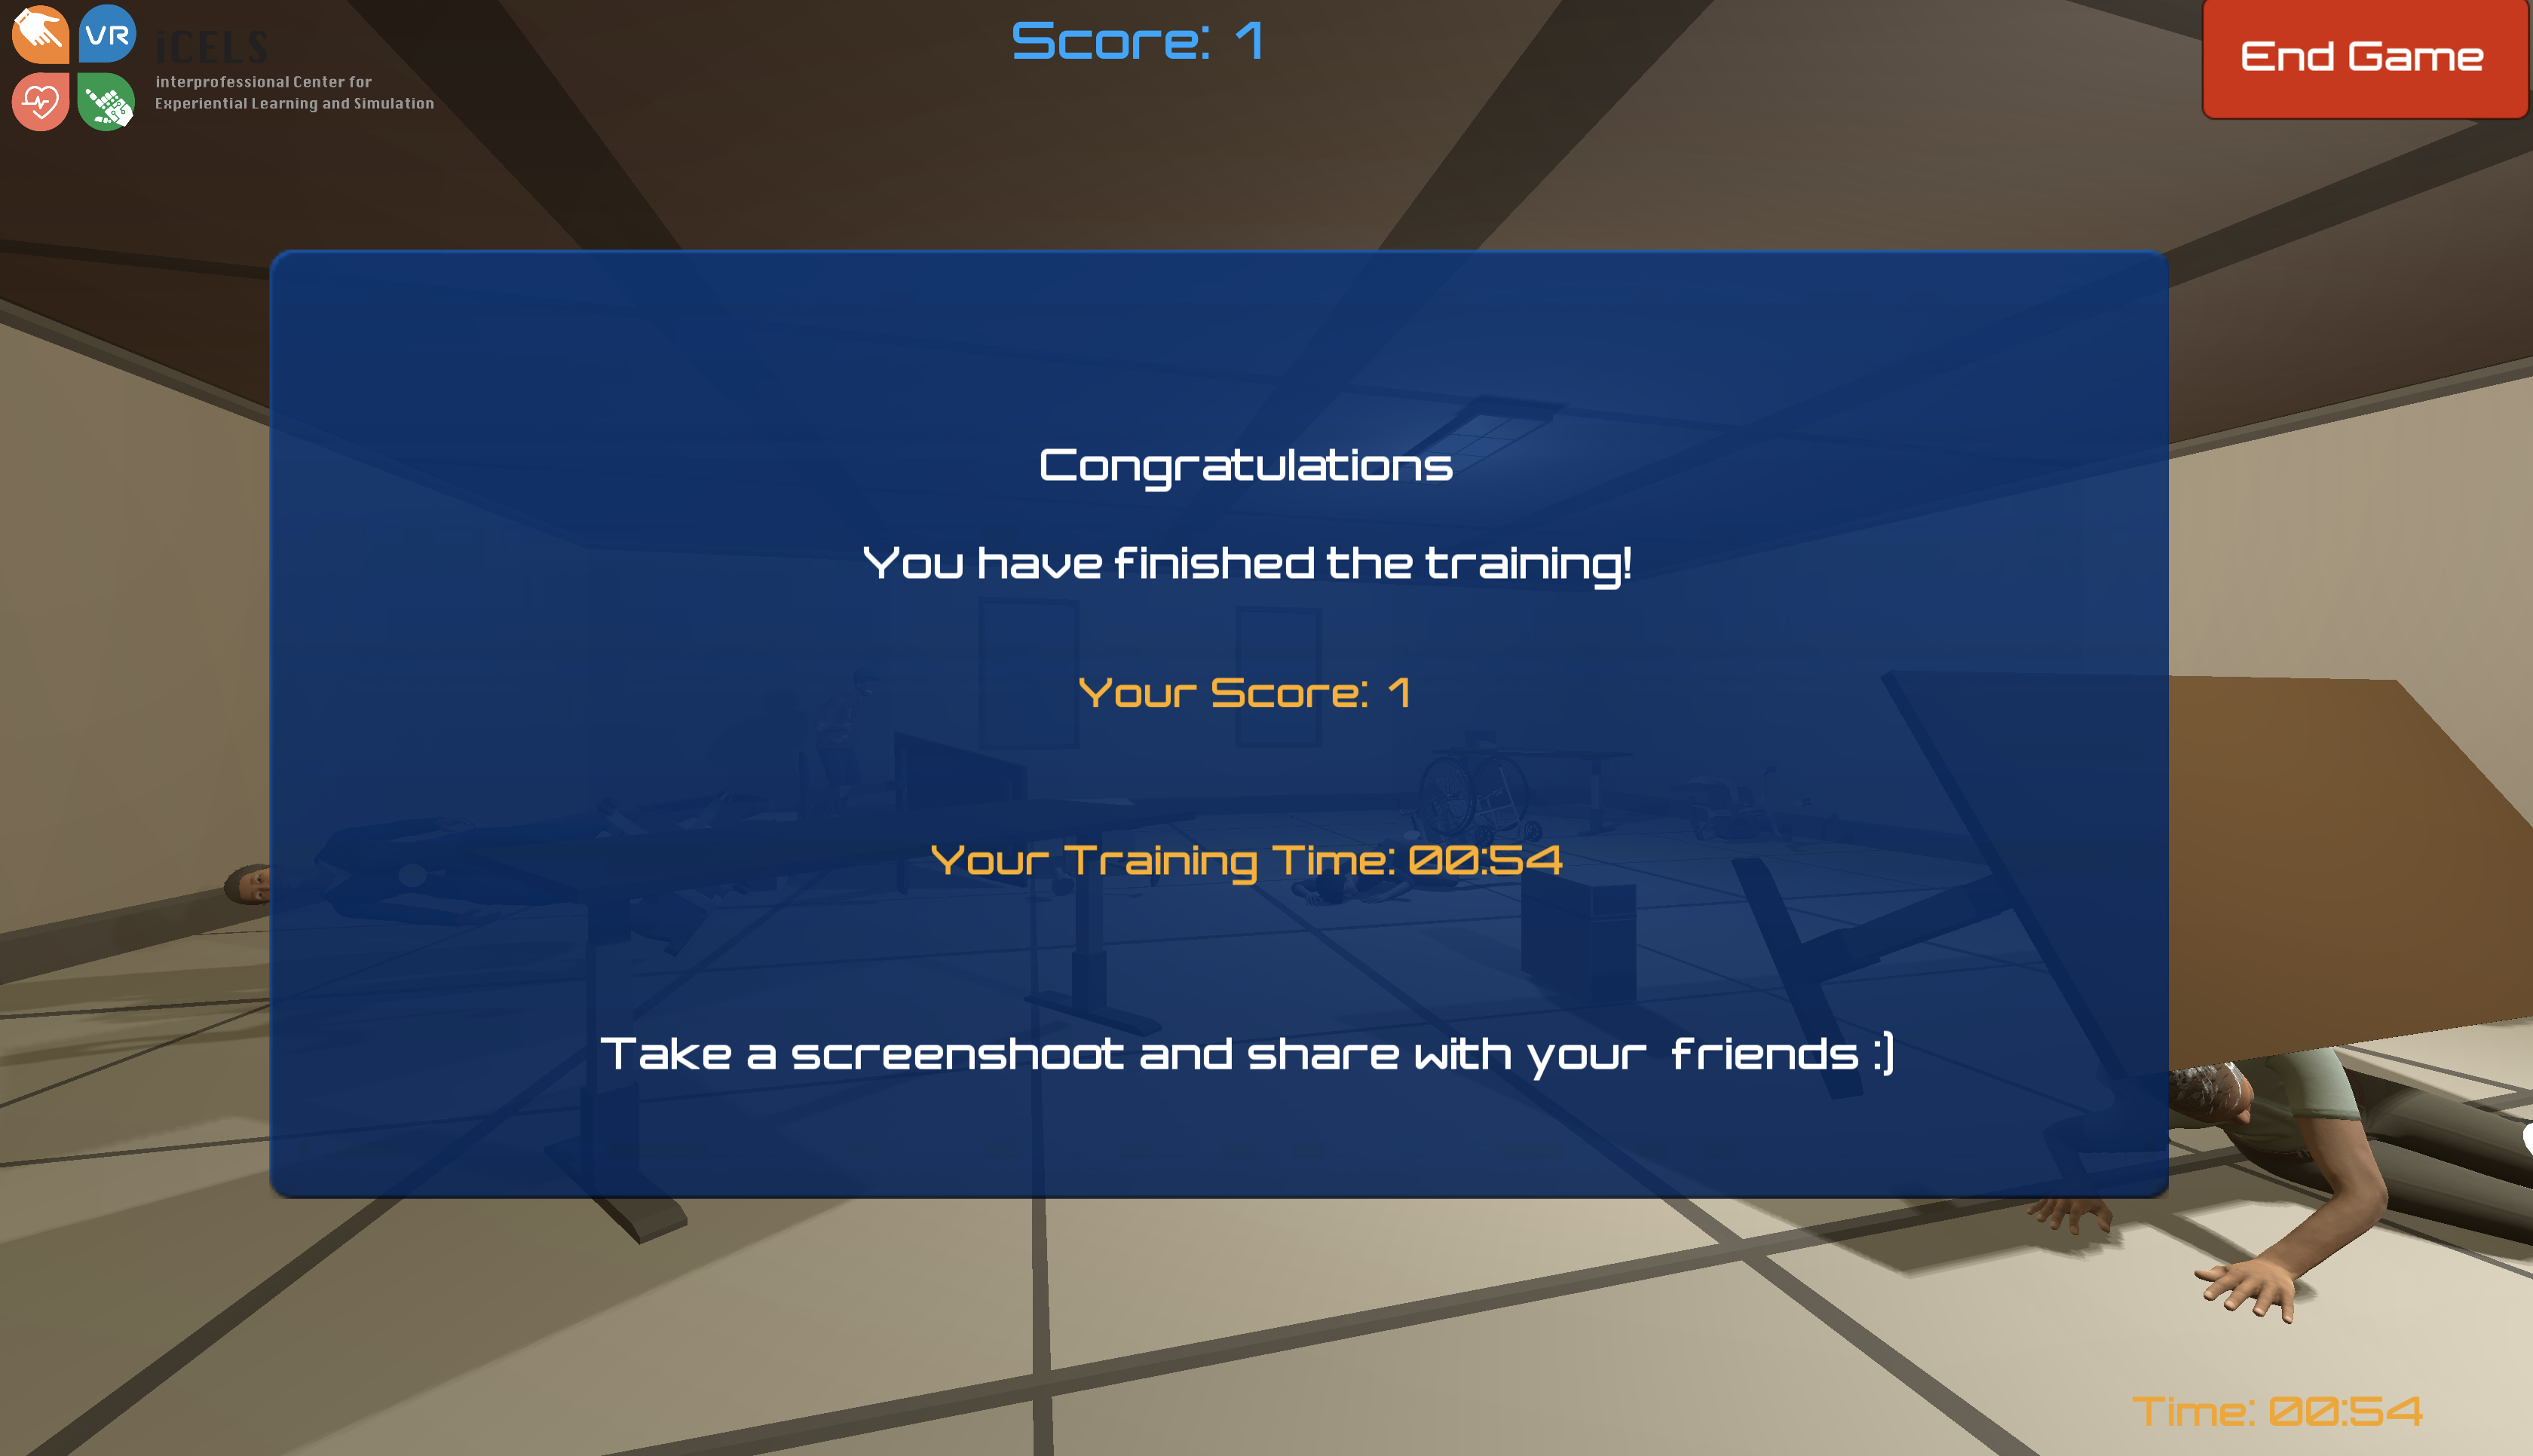 VR
iCELS
interprofessional Center for
Experiential Learning and Simulation
Score: 1
End Game
Congratulations
You have finished the training!
Your Score: 1
Your Training Time: 00:54
Take a screenshoot and share with your friends :)
Time: 00:54